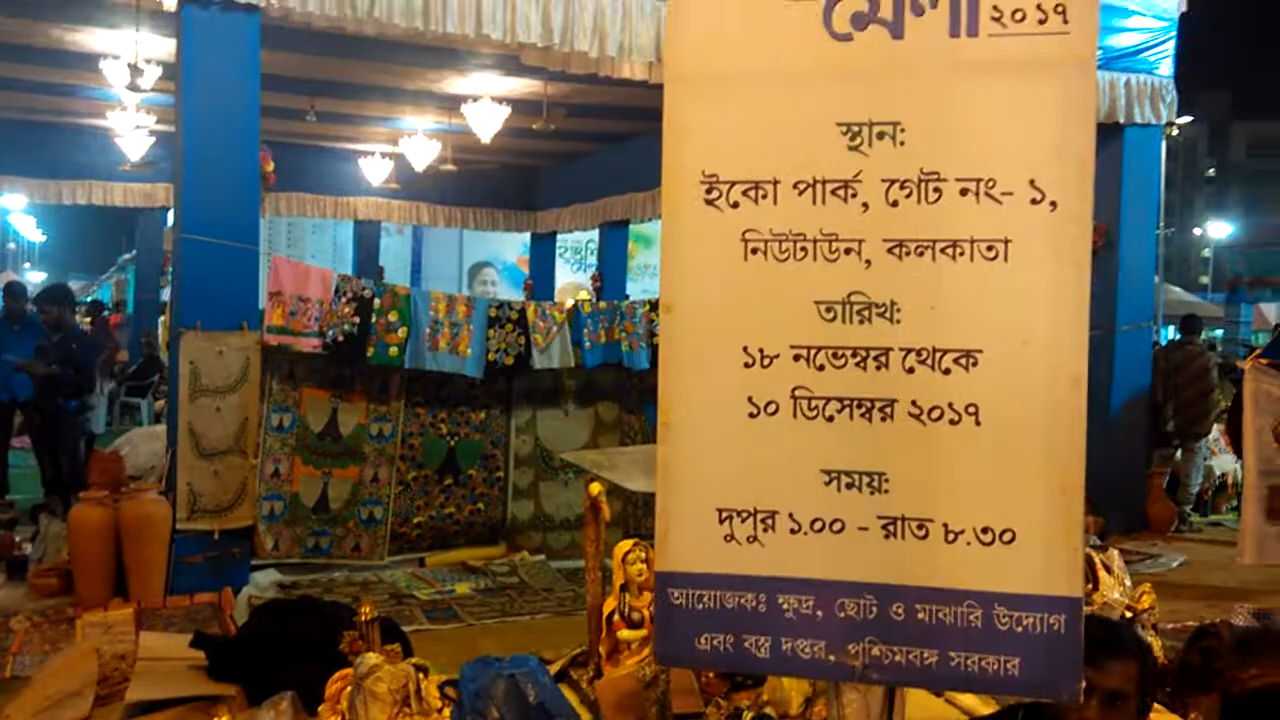 মেলা ২০১৭
স্থান:
ইকো পার্ক, গেট নং- ১,
নিউটাউন, কলকাতা
তারিখ:
১৮ নভেম্বর থেকে
১০ ডিসেম্বর ২০১৭
সময়:
দুপুর ১.০০ - রাত ৮.৩০
আয়োজকঃ ক্ষুদ্র, ছোট ও মাঝারি উদ্যোগ
এবং বস্ত্র দপ্তর, পশ্চিমবঙ্গ সরকার